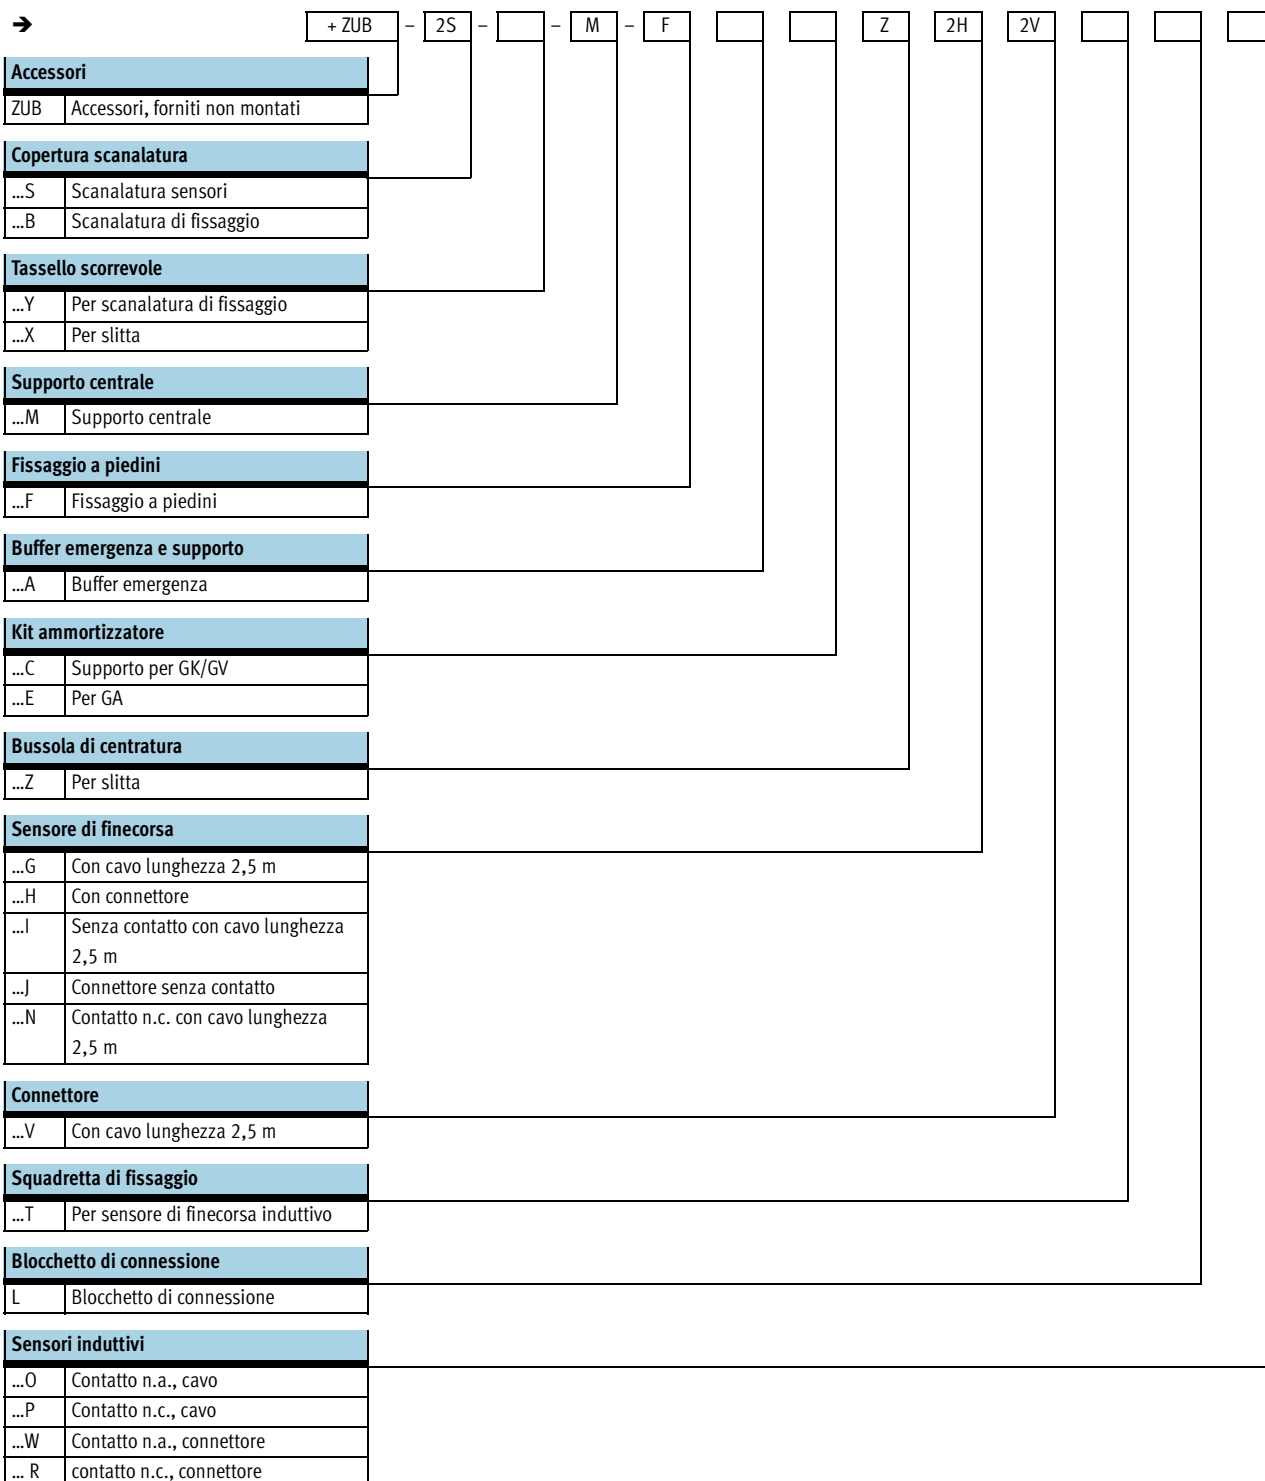 ➔ + ZUB – 2S – – M – F Z 2H 2V
Accessori
ZUB Accessori, forniti non montati
Copertura scanalatura
...S Scanalatura sensori
...B Scanalatura di fissaggio
Tassello scorrevole
...Y Per scanalatura di fissaggio
...X Per slitta
Supporto centrale
...M Supporto centrale
Fissaggio a piedini
...F Fissaggio a piedini
Buffer emergenza e supporto
...A Buffer emergenza
Kit ammortizzatore
...C Supporto per GK/GV
...E Per GA
Bussola di centratura
...Z Per slitta
Sensore di finecorsa
...G Con cavo lunghezza 2,5 m
...H Con connettore
...I Senza contatto con cavo lunghezza
2,5 m
...J Connettore senza contatto
...N Contatto n.c. con cavo lunghezza
2,5 m
Connettore
...V Con cavo lunghezza 2,5 m
Squadretta di fissaggio
...T Per sensore di finecorsa induttivo
Blocchetto di connessione
L Blocchetto di connessione
Sensori induttivi
...O Contatto n.a., cavo
...P Contatto n.c., cavo
...W Contatto n.a., connettore
... R contatto n.c., connettore